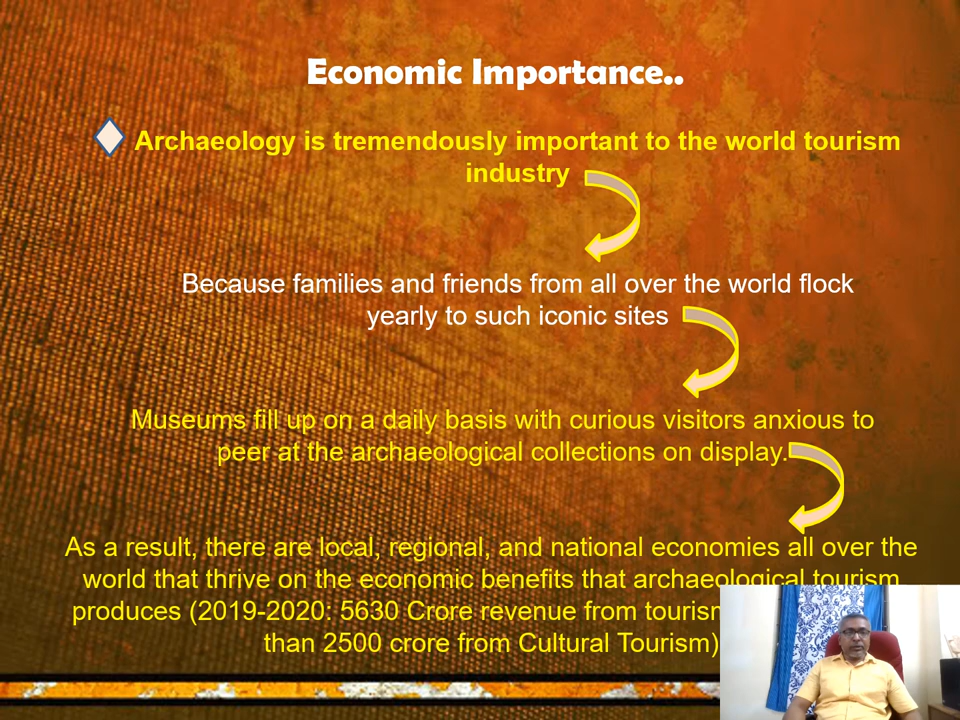 Economic Importance..
Archaeology is tremendously important to the world tourism
industry
Because families and friends from all over the world flock
yearly to such iconic sites
Museums fill up on a daily basis with curious visitors anxious to
peer at the archaeological collections on display.
As a result, there are local, regional, and national economies all over the
world that thrive on the economic benefits that archaeological tourism
produces (2019-2020: 5630 Crore revenue from tourism
than 2500 crore from Cultural Tourism)